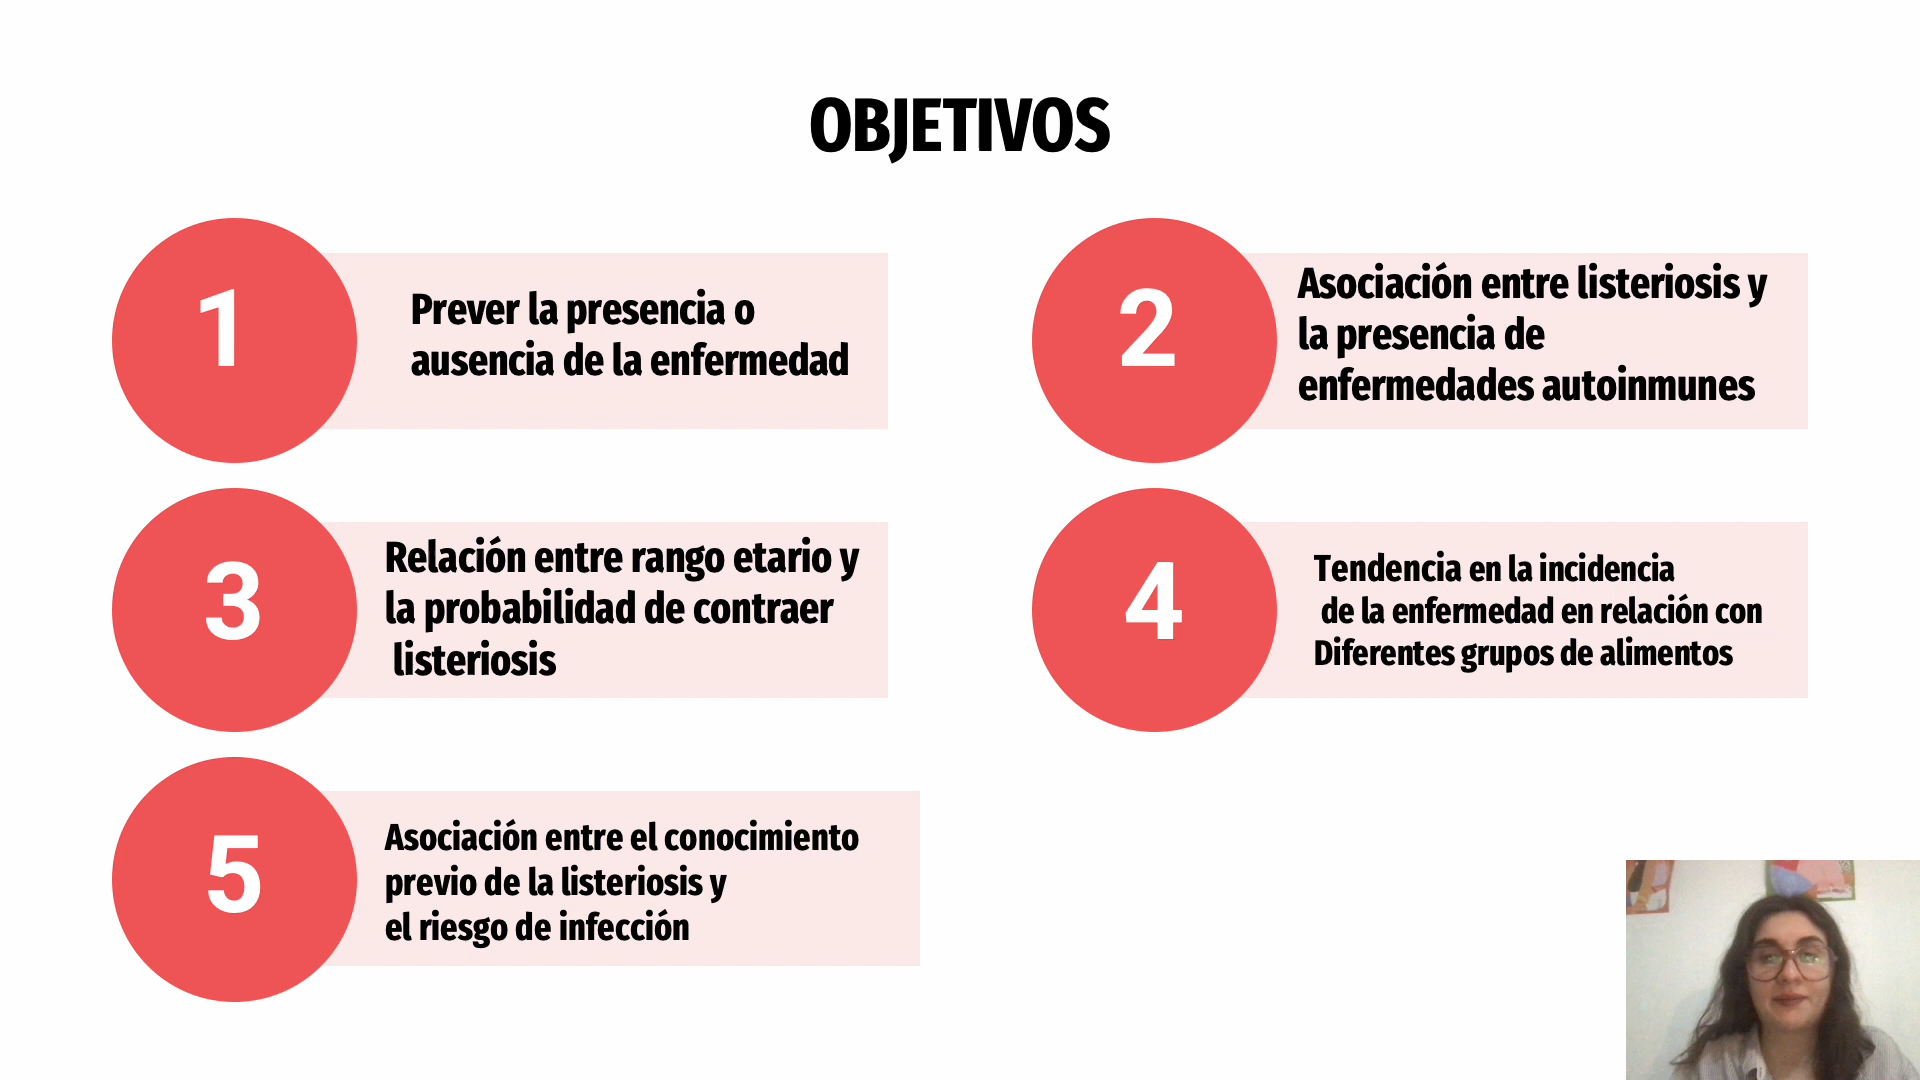 OBJETIVOS
1
Prever la presencia o
ausencia de la enfermedad
2
Asociación entre listeriosis y
la presencia de
enfermedades autoinmunes
3
Relación entre rango etario y
la probabilidad de contraer
listeriosis
4
Tendencia en la incidencia
de la enfermedad en relación con
Diferentes grupos de alimentos
5
Asociación entre el conocimiento
previo de la listeriosis y
el riesgo de infección